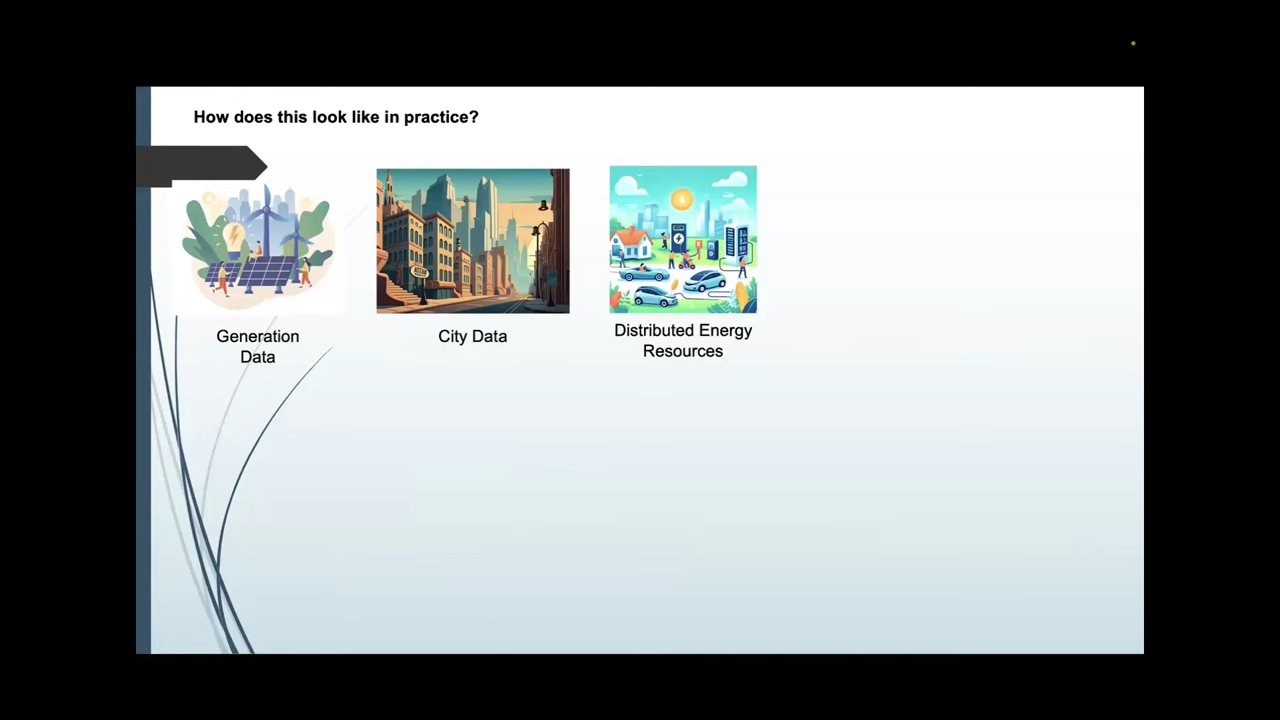 How does this look like in practice?
Generation
Data
City Data
Distributed Energy
Resources